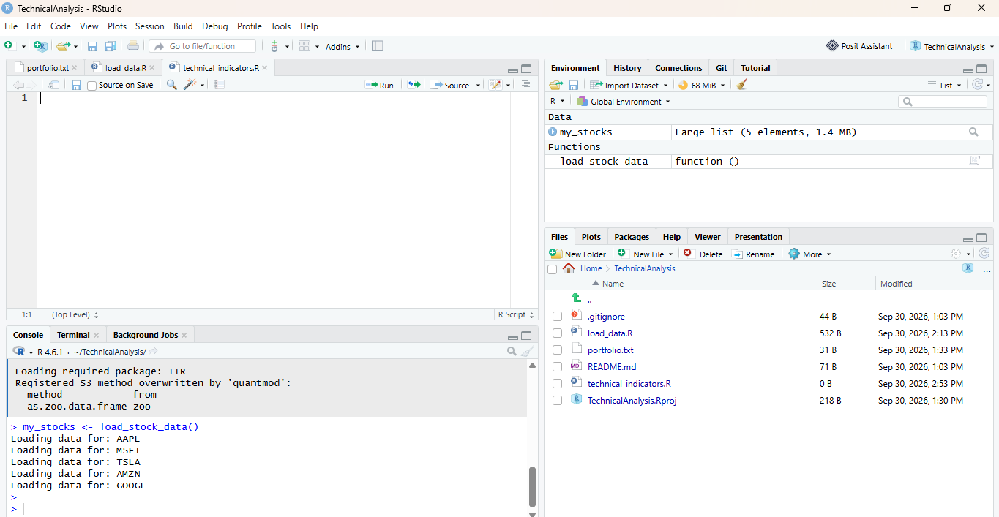 TechnicalAnalysis - RStudio
File Edit Code View Plots Session Build Debug Profile Tools Help
Go to file/function Addins Posit Assistant TechnicalAnalysis
portfolio.txt load_data.R technical_indicators.R
Source on Save Run Source
1
1:1 (Top Level) R Script
Console Terminal Background Jobs
R 4.6.1 · ~/TechnicalAnalysis/
Loading required package: TTR
Registered S3 method overwritten by 'quantmod':
method from
as.zoo.data.frame zoo
> my_stocks <- load_stock_data()
Loading data for: AAPL
Loading data for: MSFT
Loading data for: TSLA
Loading data for: AMZN
Loading data for: GOOGL
>
>
Environment History Connections Git Tutorial
Import Dataset 68 MiB List
R Global Environment
Data
my_stocks Large list (5 elements, 1.4 MB)
Functions
load_stock_data function ()
Files Plots Packages Help Viewer Presentation
New Folder New File Delete Rename More
Home TechnicalAnalysis ...
Name Size Modified
..
.gitignore 44 B Sep 30, 2026, 1:03 PM
load_data.R 532 B Sep 30, 2026, 2:13 PM
portfolio.txt 31 B Sep 30, 2026, 1:33 PM
MD README.md 71 B Sep 30, 2026, 1:03 PM
technical_indicators.R 0 B Sep 30, 2026, 2:53 PM
TechnicalAnalysis.Rproj 218 B Sep 30, 2026, 1:30 PM